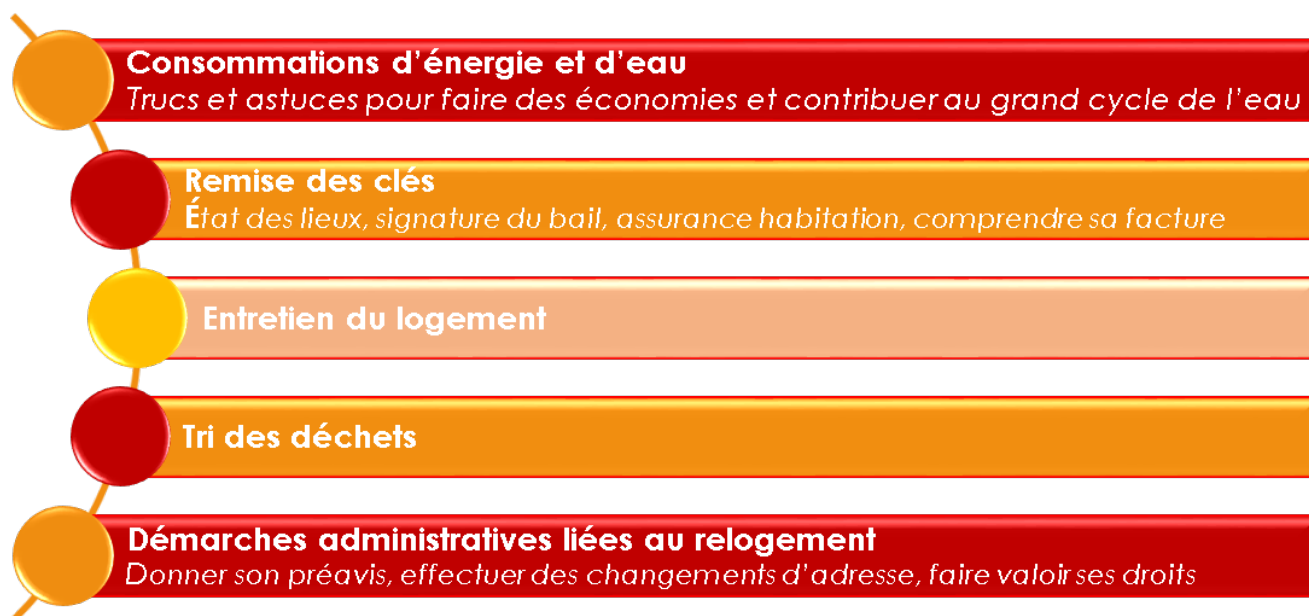 Consommations d'énergie et d'eau
Trucs et astuces pour faire des économies et contribuer au grand cycle de l'eau
Remise des clés
État des lieux, signature du bail, assurance habitation, comprendre sa facture
Entretien du logement
Tri des déchets
Démarches administratives liées au relogement
Donner son préavis, effectuer des changements d'adresse, faire valoir ses droits